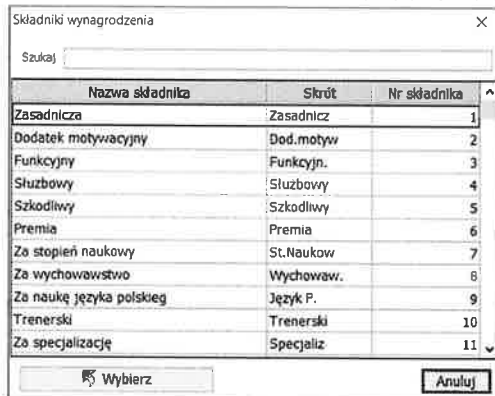 Składniki wynagrodzenia
Szukaj
Nazwa składnika Skrót Nr składnika
Zasadnicza Zasadnicz 1
Dodatek motywacyjny Dod.motyw 2
Funkcyjny Funkcyjn. 3
Służbowy Służbowy 4
Szkodliwy Szkodliwy 5
Premia Premia 6
Za stopień naukowy St.Naukow 7
Za wychowawstwo Wychowaw. 8
Za naukę języka polskieg Język P. 9
Trenerski Trenerski 10
Za specjalizację Specjaliz 11
Wybierz Anuluj